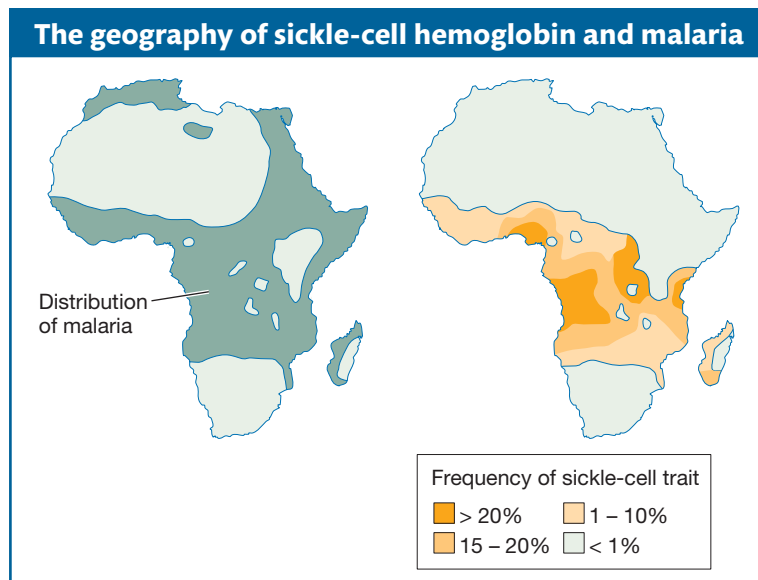 The geography of sickle-cell hemoglobin and malaria
Distribution
of malaria
Frequency of sickle-cell trait
> 20%
1 – 10%
15 – 20%
< 1%